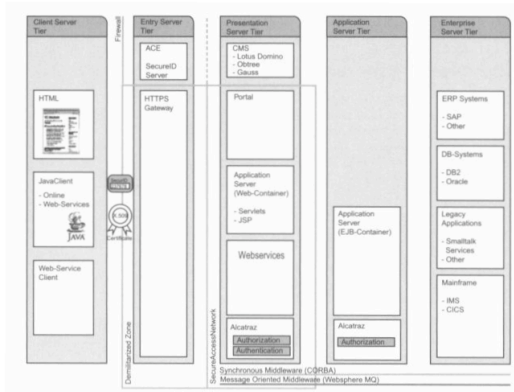 Client Server
Tier
HTML
JavaClient
- Online
- Web-Services
JAVA
Web-Service
Client
Firewall
X.509
Certificate
Entry Server
Tier
ACE
SecureID
Server
HTTPS
Gateway
Demilitarized Zone
Presentation
Server Tier
CMS
- Lotus Domino
- Obtree
- Gauss
Portal
Application
Server
(Web-Container)
- Servlets
- JSP
Webservices
Alcatraz
Authorization
Authentication
SecureAccessNetwork
Application
Server Tier
Application
Server
(EJB-Container)
Alcatraz
Authorization
Enterprise
Server Tier
ERP Systems
- SAP
- Other
DB-Systems
- DB2
- Oracle
Legacy
Applications
- Smalltalk
Services
- Other
Mainframe
- IMS
- CICS
Synchronous Middleware (CORBA)
Message Oriented Middleware (Websphere MQ)